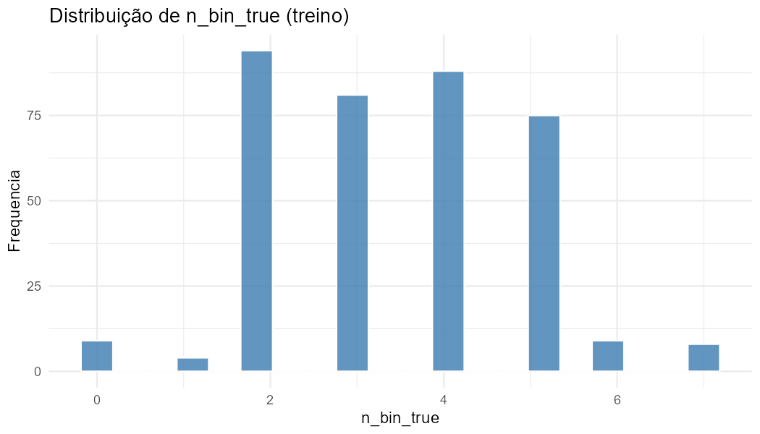 Distribuição de n_bin_true (treino)
75
50
25
0
Frequencia
0 2 4 6
n_bin_true